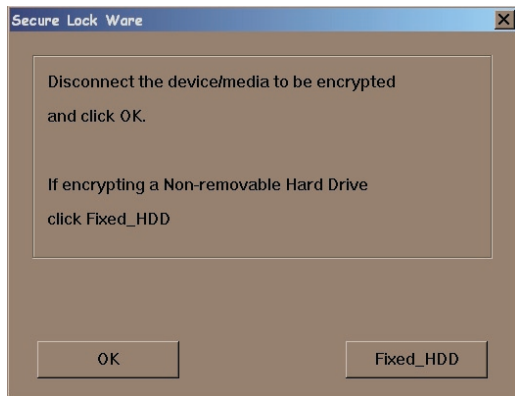 Secure Lock Ware
Disconnect the device/media to be encrypted
and click OK.
If encrypting a Non-removable Hard Drive
click Fixed_HDD
OK
Fixed_HDD